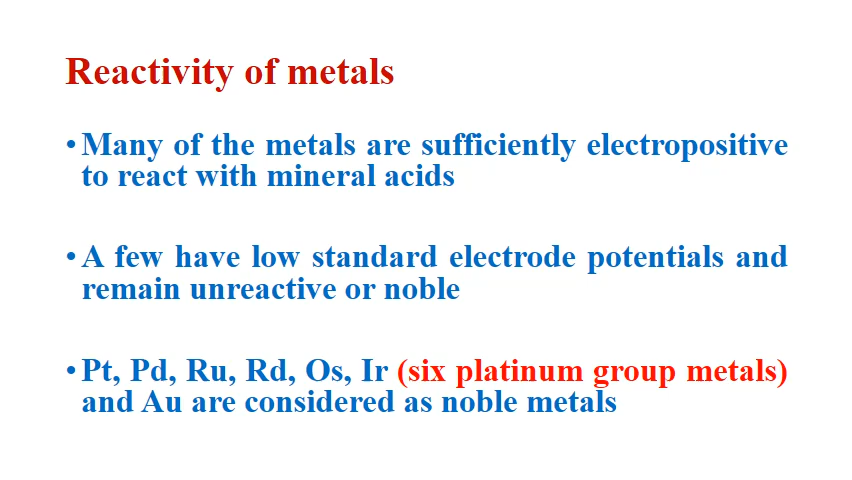 Reactivity of metals
• Many of the metals are sufficiently electropositive
to react with mineral acids
• A few have low standard electrode potentials and
remain unreactive or noble
• Pt, Pd, Ru, Rd, Os, Ir (six platinum group metals)
and Au are considered as noble metals